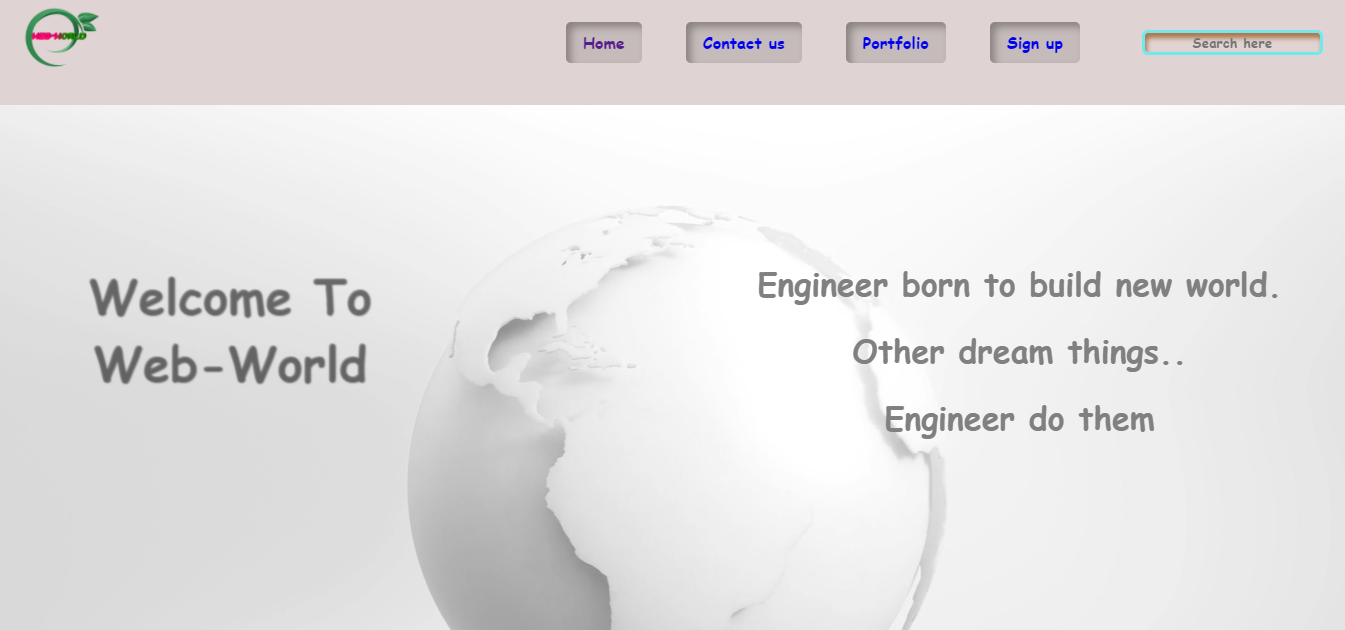 WEB-WORLD
Home
Contact us
Portfolio
Sign up
Search here
Welcome To
Web-World
Engineer born to build new world.
Other dream things..
Engineer do them